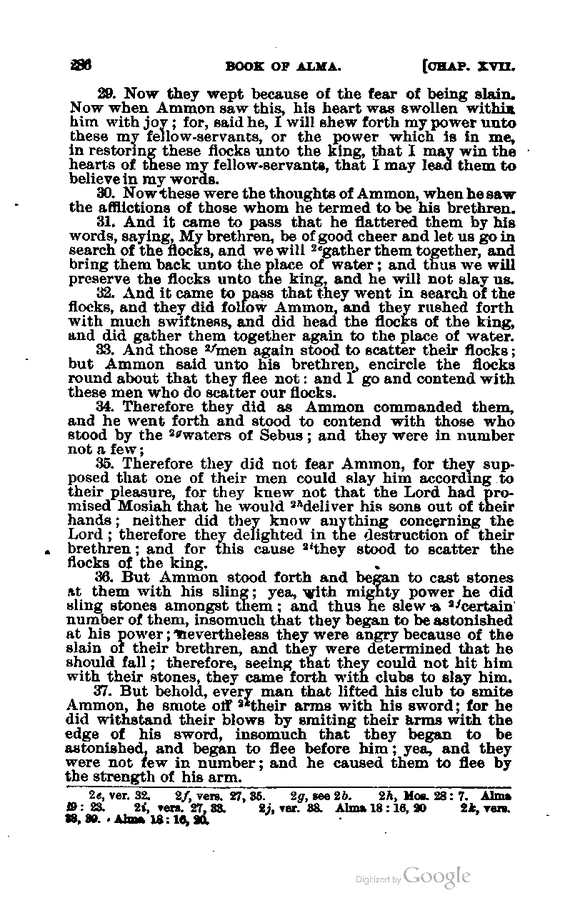 286 BOOK OF ALMA. [CHAP. XVII.
29. Now they wept because of the fear of being slain.
Now when Ammon saw this, his heart was swollen within
him with joy; for, said he, I will shew forth my power unto
these my fellow-servants, or the power which is in me,
in restoring these flocks unto the king, that I may win the
hearts of these my fellow-servants, that I may lead them to
believe in my words.
30. Now these were the thoughts of Ammon, when he saw
the afflictions of those whom he termed to be his brethren.
31. And it came to pass that he flattered them by his
words, saying, My brethren, be of good cheer and let us go in
search of the flocks, and we will 2e gather them together, and
bring them back unto the place of water; and thus we will
preserve the flocks unto the king, and he will not slay us.
32. And it came to pass that they went in search of the
flocks, and they did follow Ammon, and they rushed forth
with much swiftness, and did head the flocks of the king,
and did gather them together again to the place of water.
33. And those 2f men again stood to scatter their flocks;
but Ammon said unto his brethren, encircle the flocks
round about that they flee not: and I go and contend with
these men who do scatter our flocks.
34. Therefore they did as Ammon commanded them,
and he went forth and stood to contend with those who
stood by the 2g waters of Sebus; and they were in number
not a few;
35. Therefore they did not fear Ammon, for they sup-
posed that one of their men could slay him according to
their pleasure, for they knew not that the Lord had pro-
mised Mosiah that he would 2h deliver his sons out of their
hands; neither did they know anything concerning the
Lord; therefore they delighted in the destruction of their
brethren; and for this cause 2i they stood to scatter the
flocks of the king.
36. But Ammon stood forth and began to cast stones
at them with his sling; yea, with mighty power he did
sling stones amongst them; and thus he slew a 2j certain
number of them, insomuch that they began to be astonished
at his power; nevertheless they were angry because of the
slain of their brethren, and they were determined that he
should fall; therefore, seeing that they could not hit him
with their stones, they came forth with clubs to slay him.
37. But behold, every man that lifted his club to smite
Ammon, he smote off 2k their arms with his sword; for he
did withstand their blows by smiting their arms with the
edge of his sword, insomuch that they began to be
astonished, and began to flee before him; yea, and they
were not few in number; and he caused them to flee by
the strength of his arm.
2e, ver. 32. 2f, vers. 27, 35. 2g, see 2b. 2h, Mos. 28:7. Alma
19:23. 2i, vers. 27, 33. 2j, ver. 38. Alma 18:16, 20 2k, vers.
38, 39. Alma 18:16, 20.
Digitized by Google